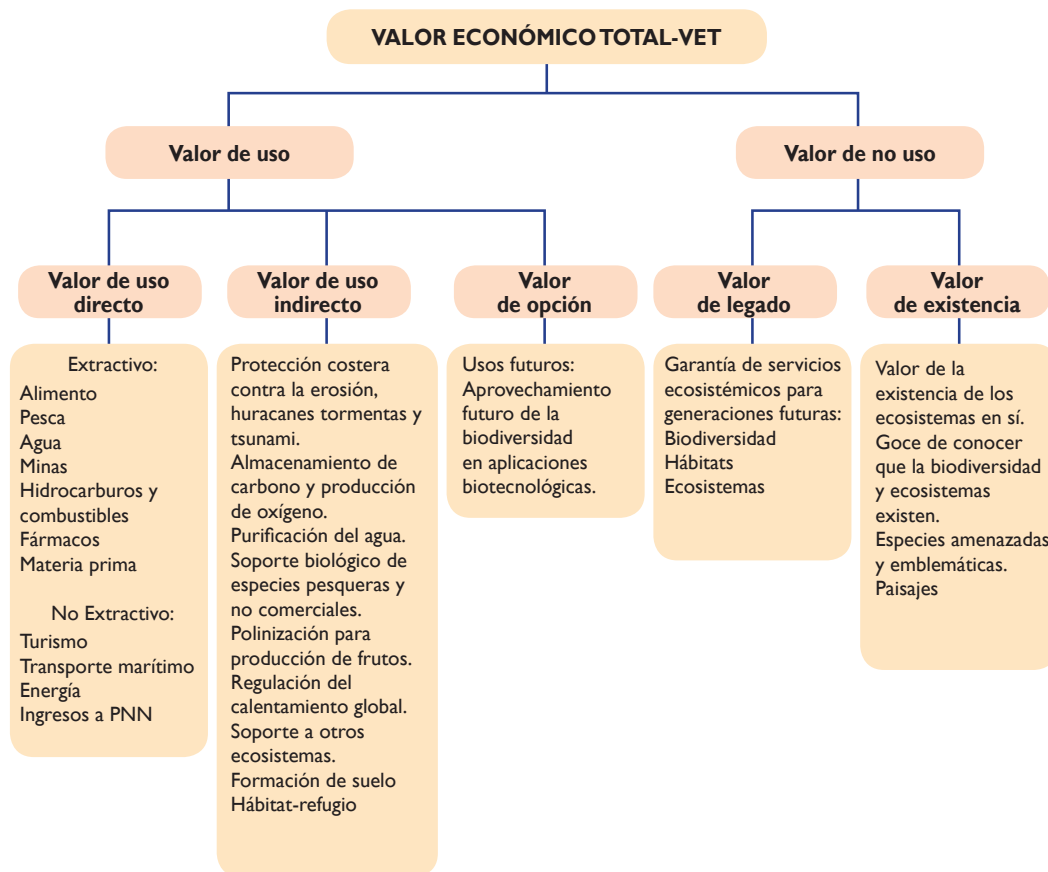 VALOR ECONÓMICO TOTAL-VET
Valor de uso
Valor de no uso
Valor de uso
directo
Valor de uso
indirecto
Valor
de opción
Valor
de legado
Valor
de existencia
Extractivo:
Alimento
Pesca
Agua
Minas
Hidrocarburos y
combustibles
Fármacos
Materia prima
No Extractivo:
Turismo
Transporte marítimo
Energía
Ingresos a PNN
Protección costera
contra la erosión,
huracanes tormentas y
tsunami.
Almacenamiento de
carbono y producción
de oxígeno.
Purificación del agua.
Soporte biológico de
especies pesqueras y
no comerciales.
Polinización para
producción de frutos.
Regulación del
calentamiento global.
Soporte a otros
ecosistemas.
Formación de suelo
Hábitat-refugio
Usos futuros:
Aprovechamiento
futuro de la
biodiversidad
en aplicaciones
biotecnológicas.
Garantía de servicios
ecosistémicos para
generaciones futuras:
Biodiversidad
Hábitats
Ecosistemas
Valor de la
existencia de los
ecosistemas en sí.
Goce de conocer
que la biodiversidad
y ecosistemas
existen.
Especies amenazadas
y emblemáticas.
Paisajes